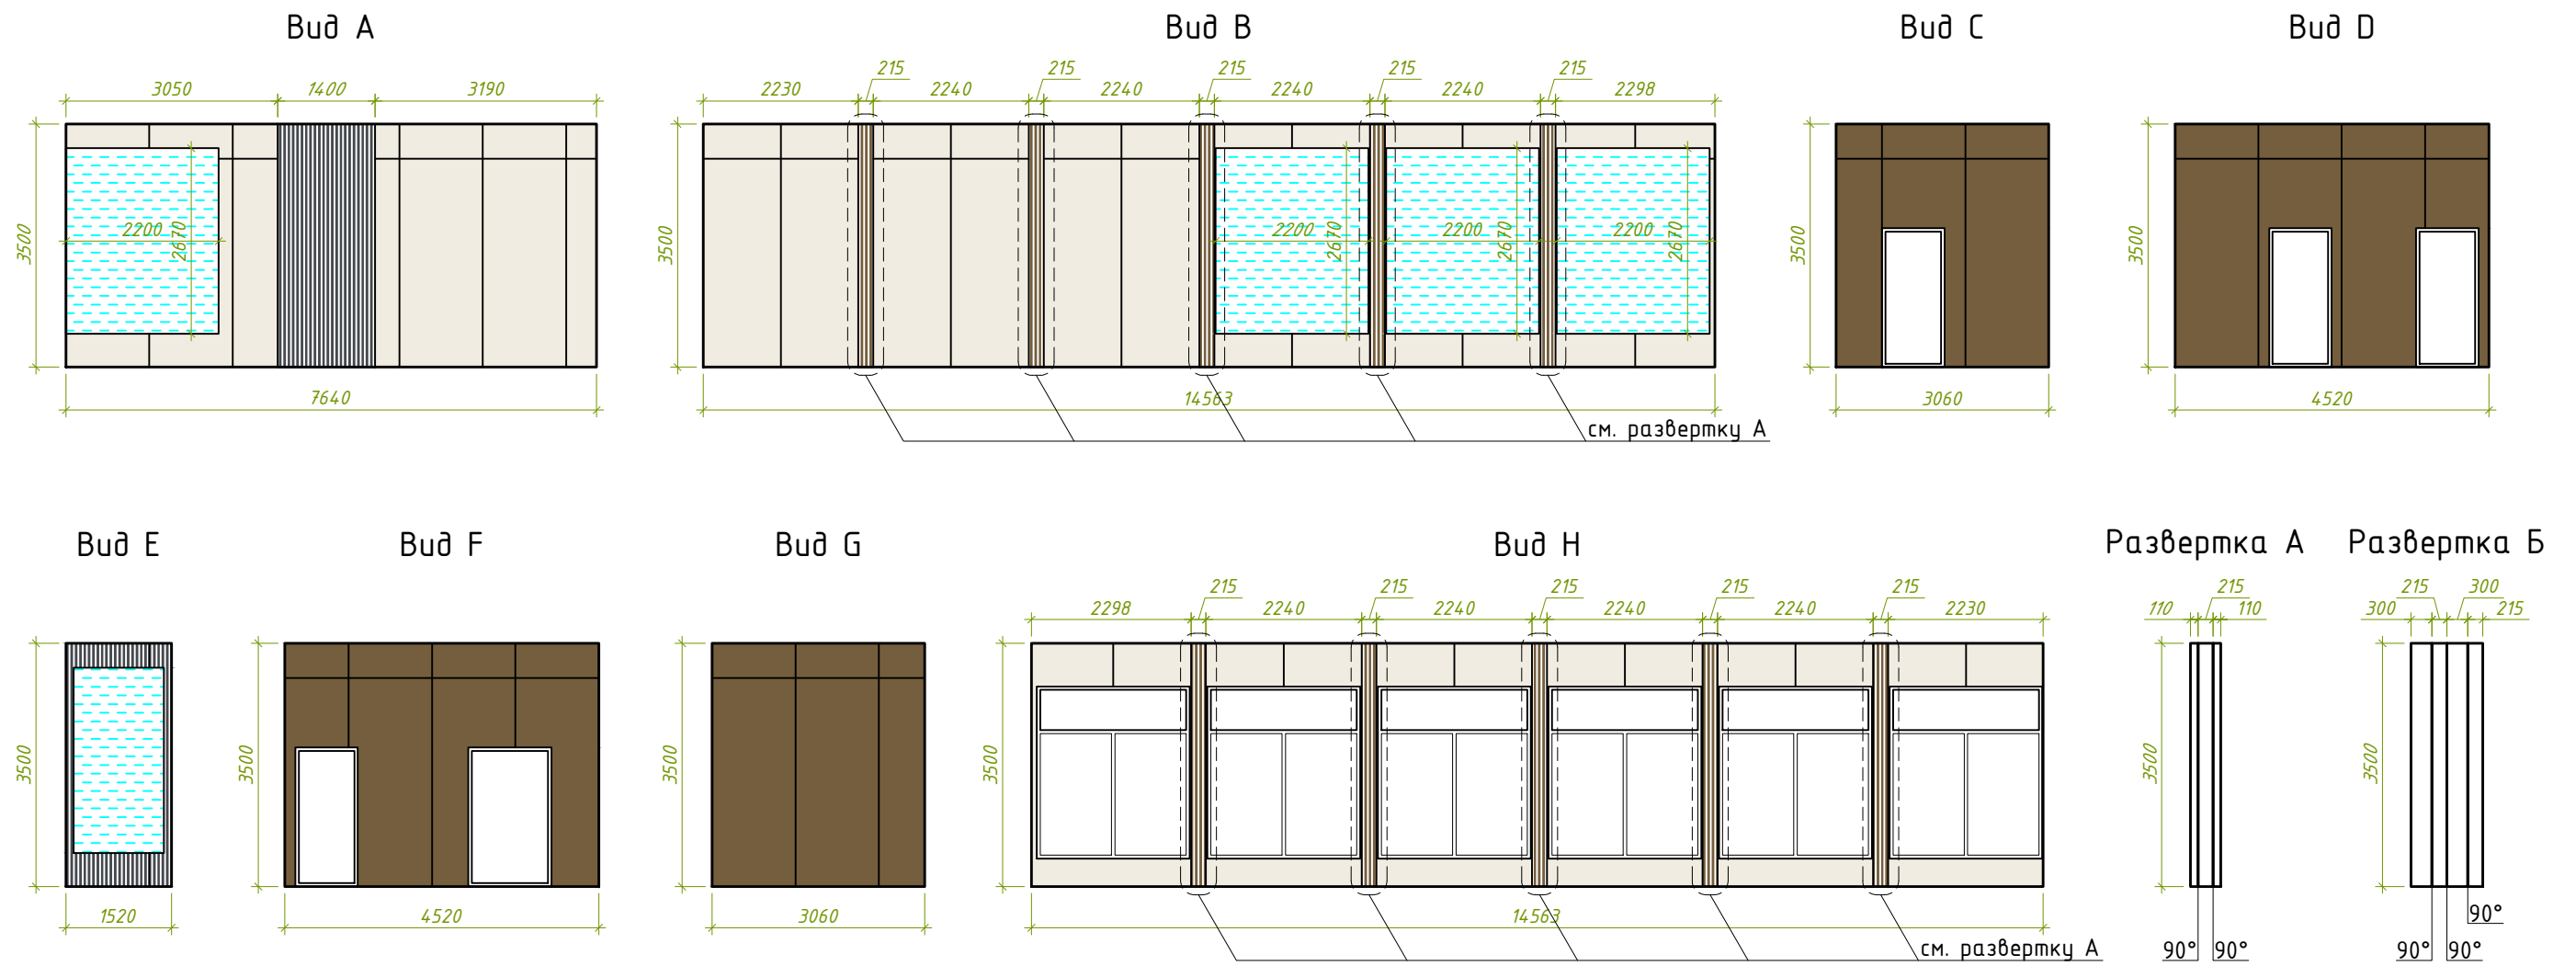 Вид A
Вид B
Вид C
Вид D
3050 1400 3190
3500
2200
2670
7640
215 215 215 215 215
2230 2240 2240 2240 2240 2298
3500
2200 2200 2200
2670 2670 2670
14563
см. развертку А
3500
3060
3500
4520
Вид E
Вид F
Вид G
Вид H
Развертка А
Развертка Б
3500
1520
3500
4520
3500
3060
215 215 215 215 215
2298 2240 2240 2240 2240 2230
3500
14563
см. развертку А
215
110 110
3500
90° 90°
215 300
300 215
3500
90°
90° 90°